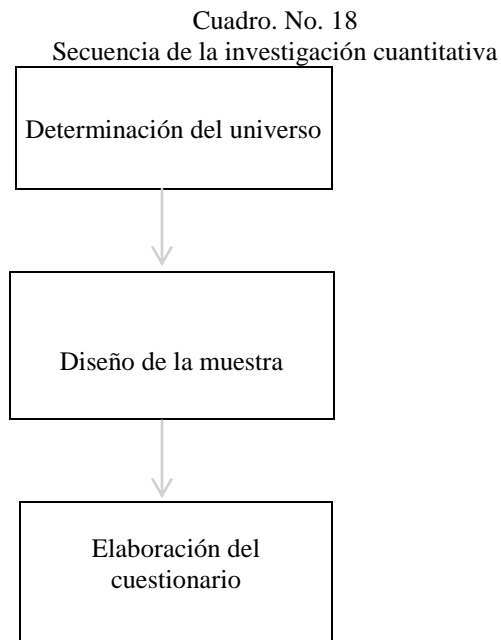 Cuadro. No. 18
Secuencia de la investigación cuantitativa
Determinación del universo
Diseño de la muestra
Elaboración del
cuestionario